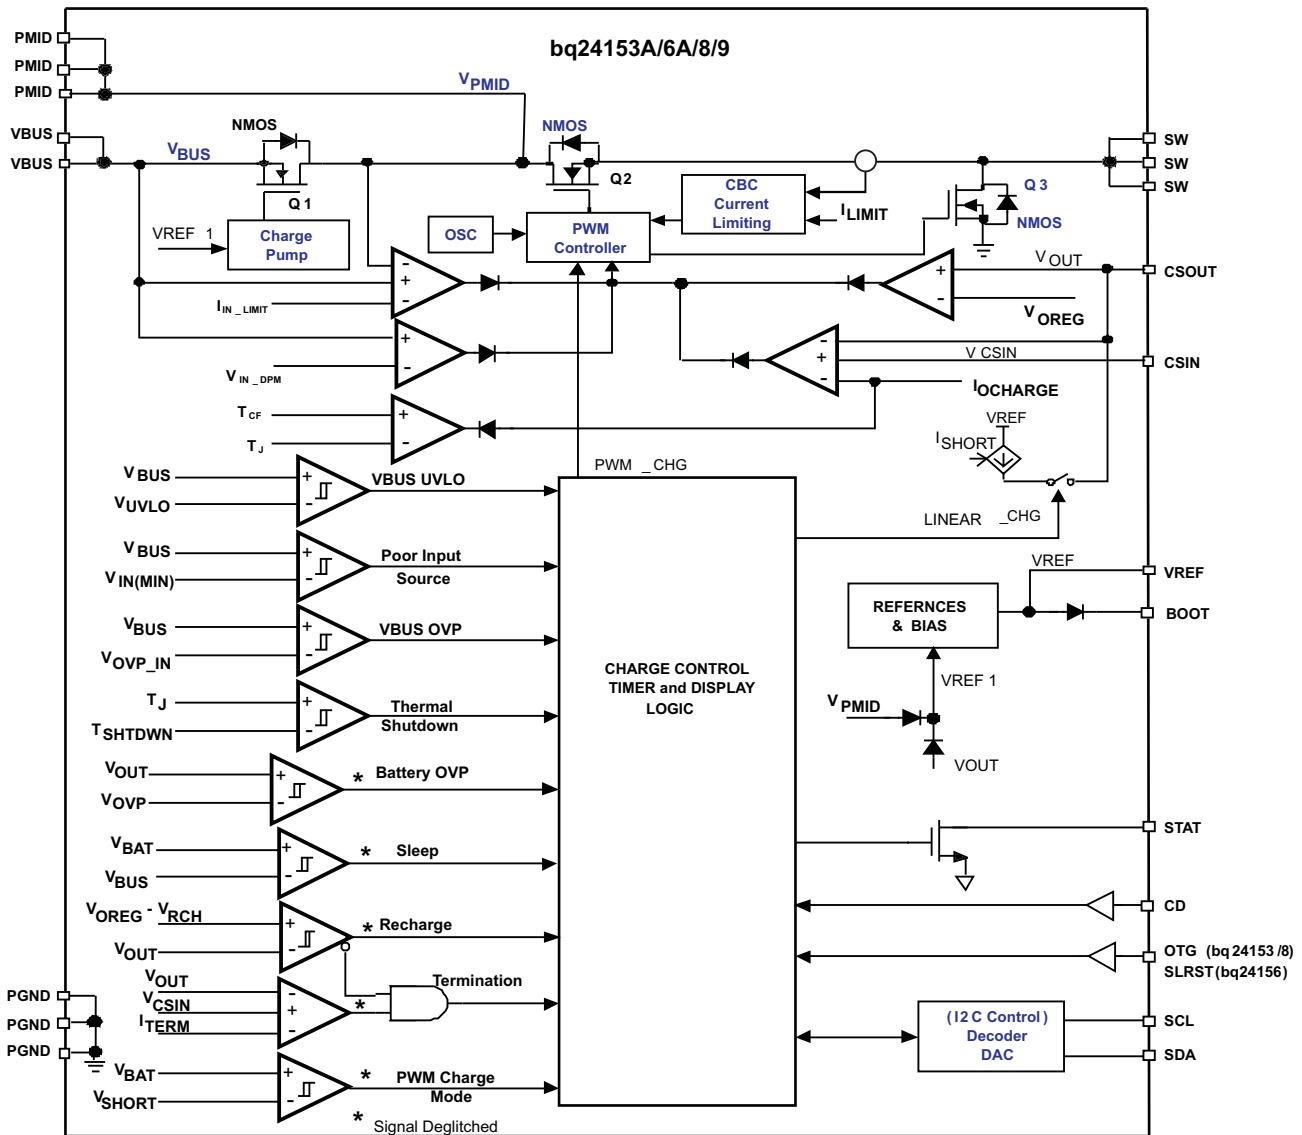 bq24153A/6A/8/9
PMID
PMID
PMID
VBUS
VBUS
VPMID
VBUS
NMOS
Q1
NMOS
Q2
VREF 1
Charge
Pump
OSC
PWM
Controller
CBC
Current
Limiting
ILIMIT
Q3
NMOS
SW
SW
SW
-
+
-
IIN_LIMIT
+
-
VIN_DPM
+
-
TCF
TJ
+
-
VOUT
VOREG
CSOUT
-
+
-
V CSIN
IOCHARGE
CSIN
VREF
ISHORT
PWM _CHG
LINEAR _CHG
VBUS
VUVLO
+
-
VBUS UVLO
VBUS
VIN(MIN)
+
-
Poor Input
Source
VBUS
VOVP_IN
+
-
VBUS OVP
TJ
TSHTDWN
+
-
Thermal
Shutdown
VOUT
VOVP
+
-
* Battery OVP
VBAT
VBUS
+
-
* Sleep
VOREG - VRCH
VOUT
+
-
* Recharge
VOUT
VCSIN
ITERM
-
+
-
*
Termination
VBAT
VSHORT
+
-
* PWM Charge
Mode
* Signal Deglitched
PGND
PGND
PGND
CHARGE CONTROL
TIMER and DISPLAY
LOGIC
VREF
VREF
REFERNCES
& BIAS
BOOT
VREF 1
VPMID
VOUT
STAT
CD
OTG (bq24153/8)
SLRST(bq24156)
(I2C Control)
Decoder
DAC
SCL
SDA